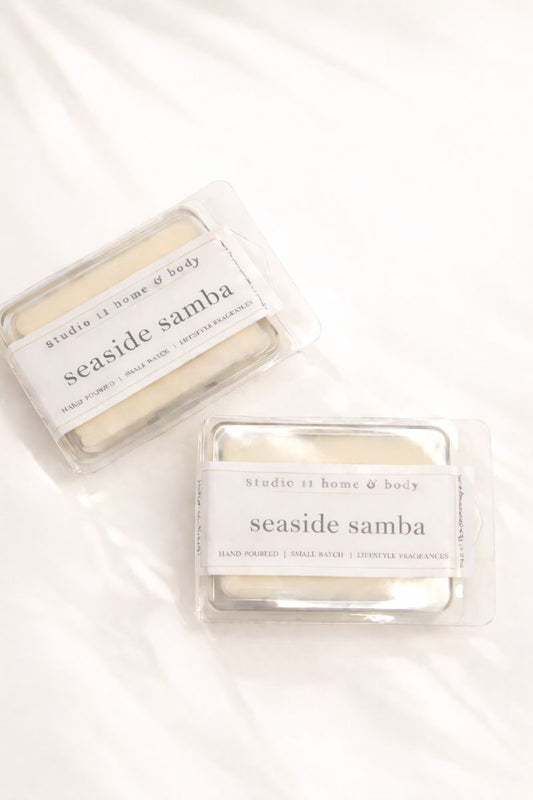 Studio 11 home & body
seaside samba
HAND POURED | SMALL BATCH | LIFESTYLE FRAGRANCES
Studio 11 home & body
seaside samba
HAND POURED | SMALL BATCH | LIFESTYLE FRAGRANCES